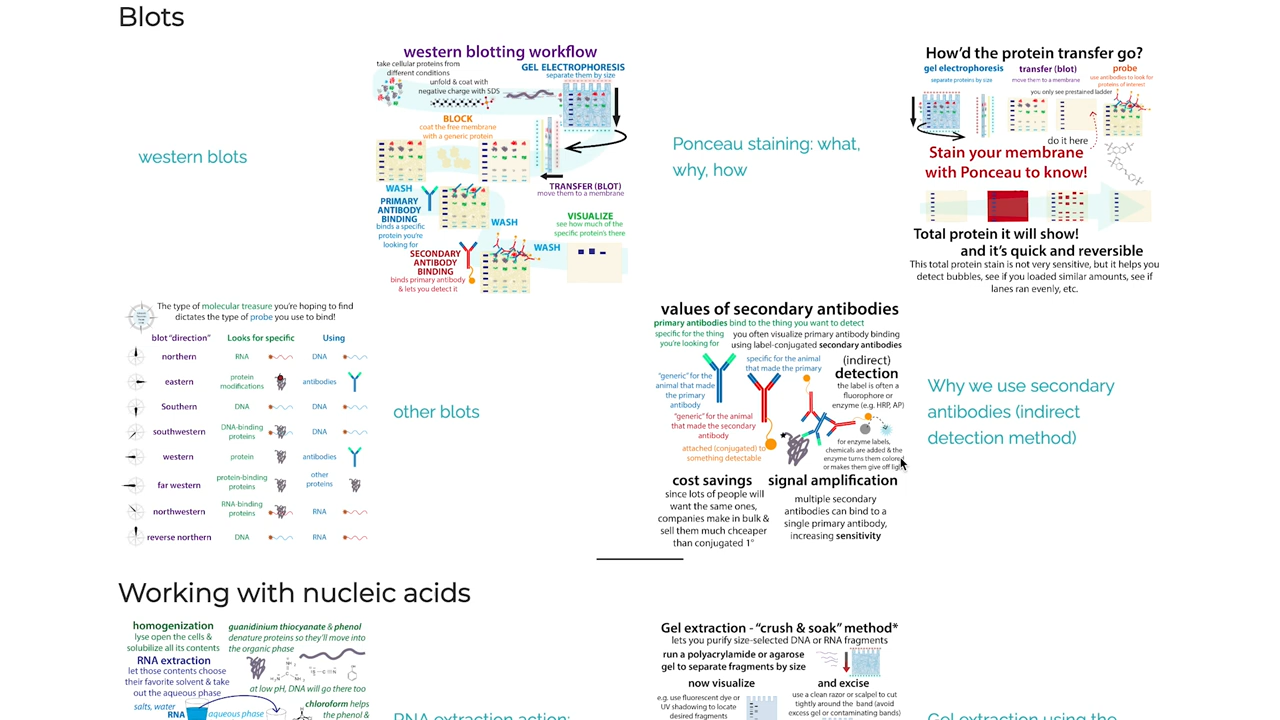 Blots
western blots
western blotting workflow
take cellular proteins from
different conditions
unfold & coat with
negative charge with SDS
GEL ELECTROPHORESIS
separate them by size
BLOCK
coat the free membrane
with a generic protein
TRANSFER (BLOT)
move them to a membrane
WASH
PRIMARY
ANTIBODY
BINDING
binds a specific
protein you're
looking for
WASH
SECONDARY
ANTIBODY
BINDING
binds primary antibody
& lets you detect it
WASH
VISUALIZE
see how much of the
specific protein's there
Ponceau staining: what,
why, how
How'd the protein transfer go?
gel electrophoresis
separate proteins by size
transfer (blot)
move them to a membrane
probe
use antibodies to look for
proteins of interest
you only see prestained ladder
do it here
Stain your membrane
with Ponceau to know!
Total protein it will show!
and it's quick and reversible
This total protein stain is not very sensitive, but it helps you
detect bubbles, see if you loaded similar amounts, see if
lanes ran evenly, etc.
The type of molecular treasure you're hoping to find
dictates the type of probe you use to bind!
blot "direction" Looks for specific Using
northern RNA DNA
eastern protein modifications antibodies
Southern DNA DNA
southwestern DNA-binding proteins DNA
western protein antibodies
far western protein-binding proteins other proteins
northwestern RNA-binding proteins RNA
reverse northern DNA RNA
other blots
values of secondary antibodies
primary antibodies bind to the thing you want to detect
specific for the thing
you're looking for
you often visualize primary antibody binding
using label-conjugated secondary antibodies
"generic" for the
animal that made
the primary
antibody
specific for the animal
that made the primary
"generic" for the animal
that made the secondary
antibody
attached (conjugated) to
something detectable
(indirect)
detection
the label is often a
fluorophore or
enzyme (e.g. HRP, AP)
for enzyme labels,
chemicals are added & the
enzyme turns them colored
or makes them give off light
cost savings
since lots of people will
want the same ones,
companies make in bulk &
sell them much chceaper
than conjugated 1°
signal amplification
multiple secondary
antibodies can bind to a
single primary antibody,
increasing sensitivity
Why we use secondary
antibodies (indirect
detection method)
Working with nucleic acids
homogenization
lyse open the cells &
solubilize all its contents
RNA extraction
let those contents choose
their favorite solvent & take
out the aqueous phase
salts, water
RNA
aqueous phase
guanidinium thiocyanate & phenol
denature proteins so they'll move into
the organic phase
at low pH, DNA will go there too
chloroform helps
the phenol &
RNA extraction action:
Gel extraction - "crush & soak" method*
lets you purify size-selected DNA or RNA fragments
run a polyacrylamide or agarose
gel to separate fragments by size
now visualize
e.g. use fluorescent dye or
UV shadowing to locate
desired fragments
and excise
use a clean razor or scalpel to cut
tightly around the band (avoid
excess gel or contaminating bands)
Gel extraction using the